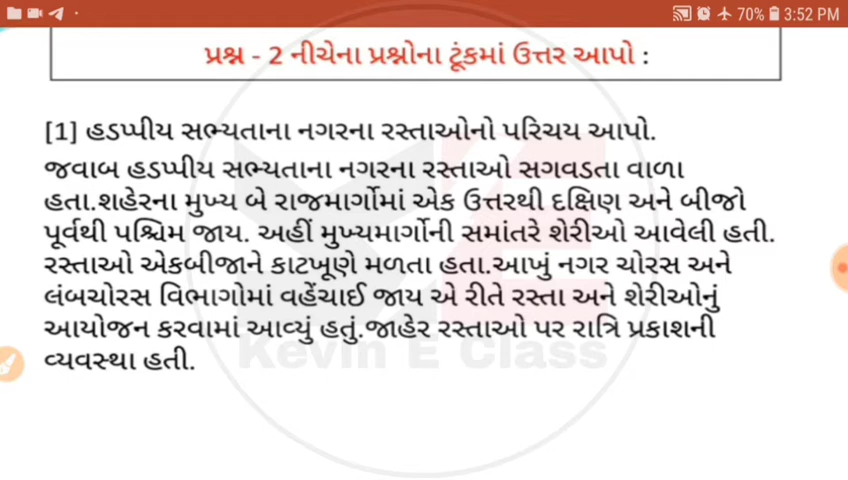 70% 3:52 PM
પ્રશ્ન - 2 નીચેના પ્રશ્નોના ટૂંકમાં ઉત્તર આપો :
[1] હડપ્પીય સભ્યતાના નગરના રસ્તાઓનો પરિચય આપો.
જવાબ હડપ્પીય સભ્યતાના નગરના રસ્તાઓ સગવડતા વાળા
હતા.શહેરના મુખ્ય બે રાજમાર્ગોમાં એક ઉત્તરથી દક્ષિણ અને બીજો
પૂર્વથી પશ્ચિમ જાય. અહીં મુખ્યમાર્ગોની સમાંતરે શેરીઓ આવેલી હતી.
રસ્તાઓ એકબીજાને કાટખૂણે મળતા હતા.આખું નગર ચોરસ અને
લંબચોરસ વિભાગોમાં વહેંચાઈ જાય એ રીતે રસ્તા અને શેરીઓનું
આયોજન કરવામાં આવ્યું હતું.જાહેર રસ્તાઓ પર રાત્રિ પ્રકાશની
વ્યવસ્થા હતી.
Kevin E Class